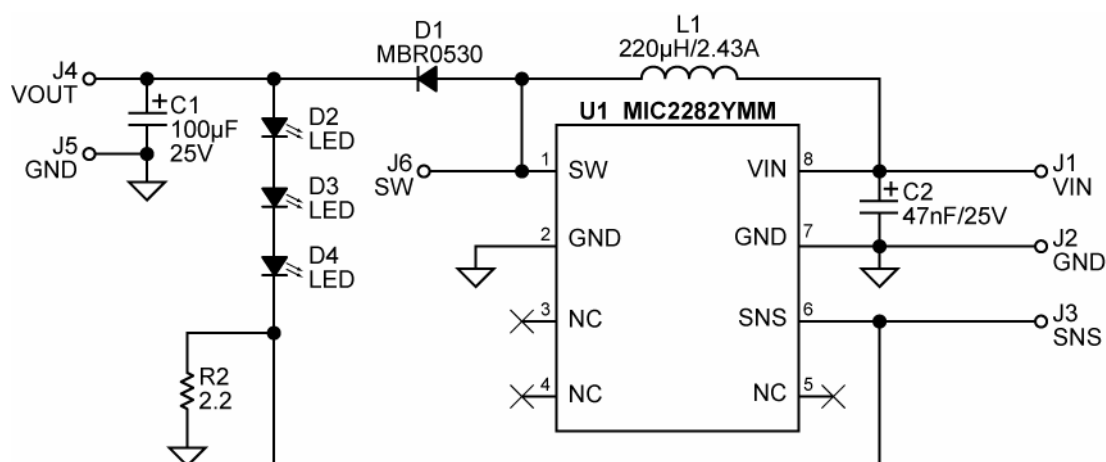 D1
MBR0530
L1
220µH/2.43A
J4
VOUT
J5
GND
+ C1
100µF
25V
D2
LED
D3
LED
D4
LED
R2
2.2
J6
SW
U1 MIC2282YMM
1 SW
2 GND
3 NC
4 NC
VIN 8
GND 7
SNS 6
NC 5
+ C2
47nF/25V
J1
VIN
J2
GND
J3
SNS